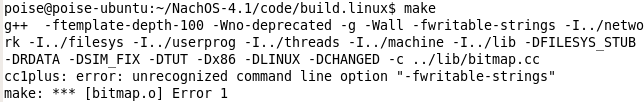 poise@poise-ubuntu:~/NachOS-4.1/code/build.linux$ make
g++  -ftemplate-depth-100 -Wno-deprecated -g -Wall -fwritable-strings -I../netwo
rk -I../filesys -I../userprog -I../threads -I../machine -I../lib -DFILESYS_STUB
-DRDATA -DSIM_FIX -DTUT -Dx86 -DLINUX -DCHANGED -c ../lib/bitmap.cc
cc1plus: error: unrecognized command line option "-fwritable-strings"
make: *** [bitmap.o] Error 1